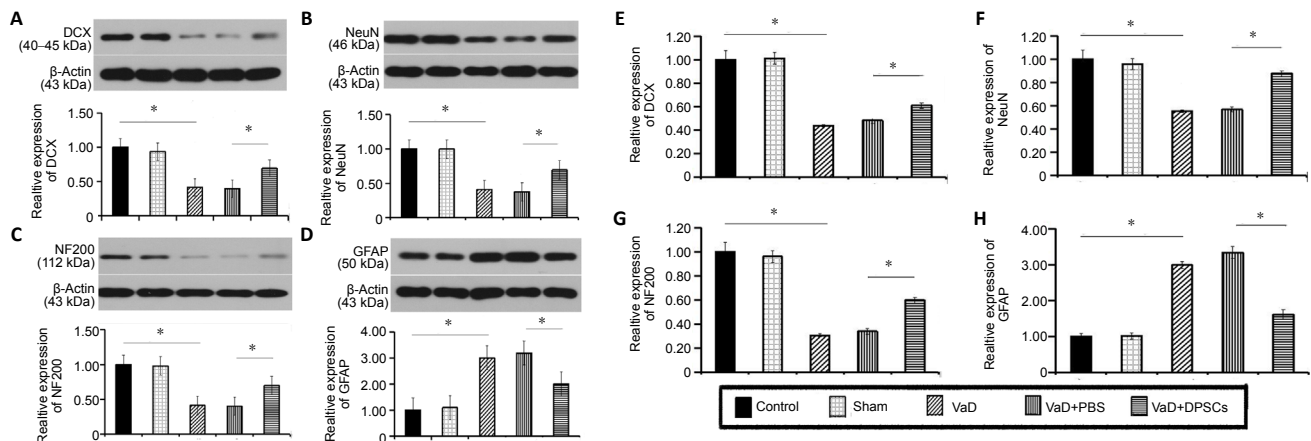 A
DCX
(40–45 kDa)
β-Actin
(43 kDa)
Realtive expression
of DCX
1.50
1.00
0.50
0
*
*
B
NeuN
(46 kDa)
β-Actin
(43 kDa)
Realtive expression
of NeuN
1.50
1.00
0.50
0
*
*
C
NF200
(112 kDa)
β-Actin
(43 kDa)
Realtive expression
of NF200
1.50
1.00
0.50
0
*
*
D
GFAP
(50 kDa)
β-Actin
(43 kDa)
Realtive expression
of GFAP
4.00
3.00
2.00
1.00
0
*
*
E
Realtive expression
of DCX
1.20
1.00
0.80
0.60
0.40
0.20
0.00
*
*
F
Realtive expression of
NeuN
1.20
1.00
0.80
0.60
0.40
0.20
0.00
*
*
G
Realtive expression
of NF200
1.20
1.00
0.80
0.60
0.40
0.20
0.00
*
*
H
Realtive expression of
GFAP
4.00
3.00
2.00
1.00
0.00
*
*
Control
Sham
VaD
VaD+PBS
VaD+DPSCs